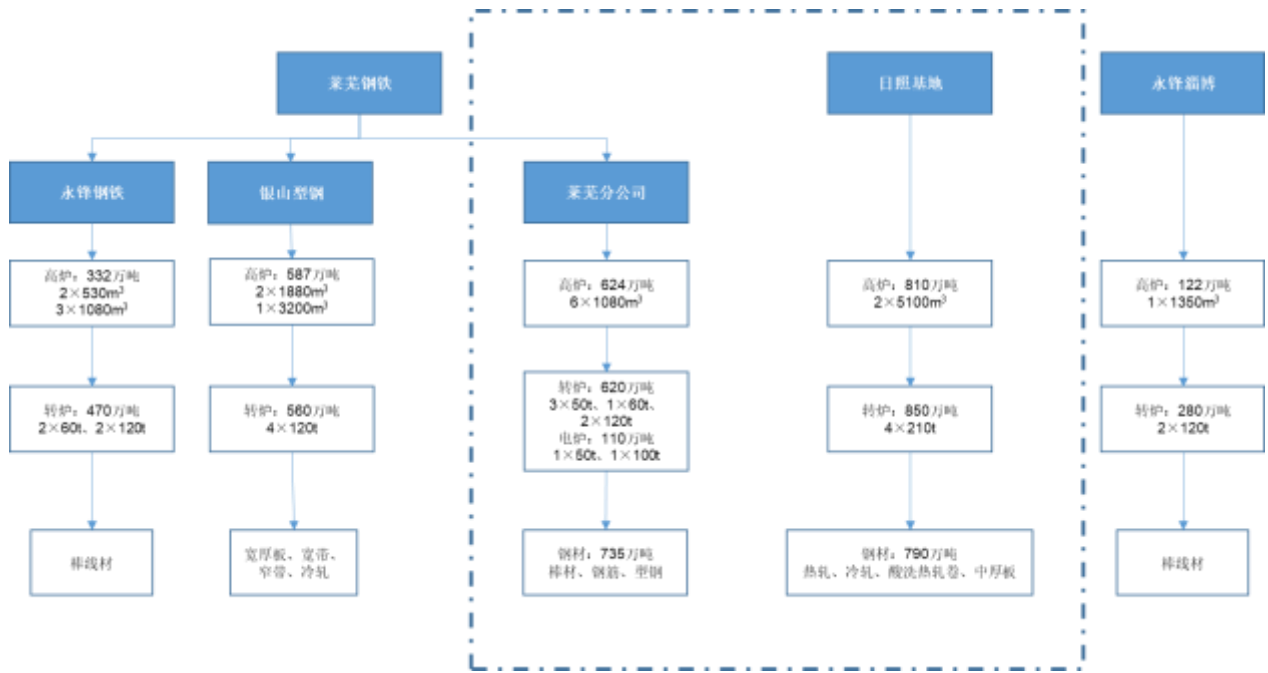 莱芜钢铁
日照基地
永锋淄博
永锋钢铁
银山型钢
莱芜分公司
高炉：332万吨
2×530m³
3×1080m³
高炉：587万吨
2×1880m³
1×3200m³
高炉：624万吨
6×1080m³
高炉：810万吨
2×5100m³
高炉：122万吨
1×1350m³
转炉：470万吨
2×60t、2×120t
转炉：560万吨
4×120t
转炉：620万吨
3×50t、1×60t、
2×120t
电炉：110万吨
1×50t、1×100t
转炉：850万吨
4×210t
转炉：280万吨
2×120t
棒线材
宽厚板、宽带、
窄带、冷轧
钢材：735万吨
棒材、钢筋、型钢
钢材：790万吨
热轧、冷轧、酸洗热轧卷、中厚板
棒线材